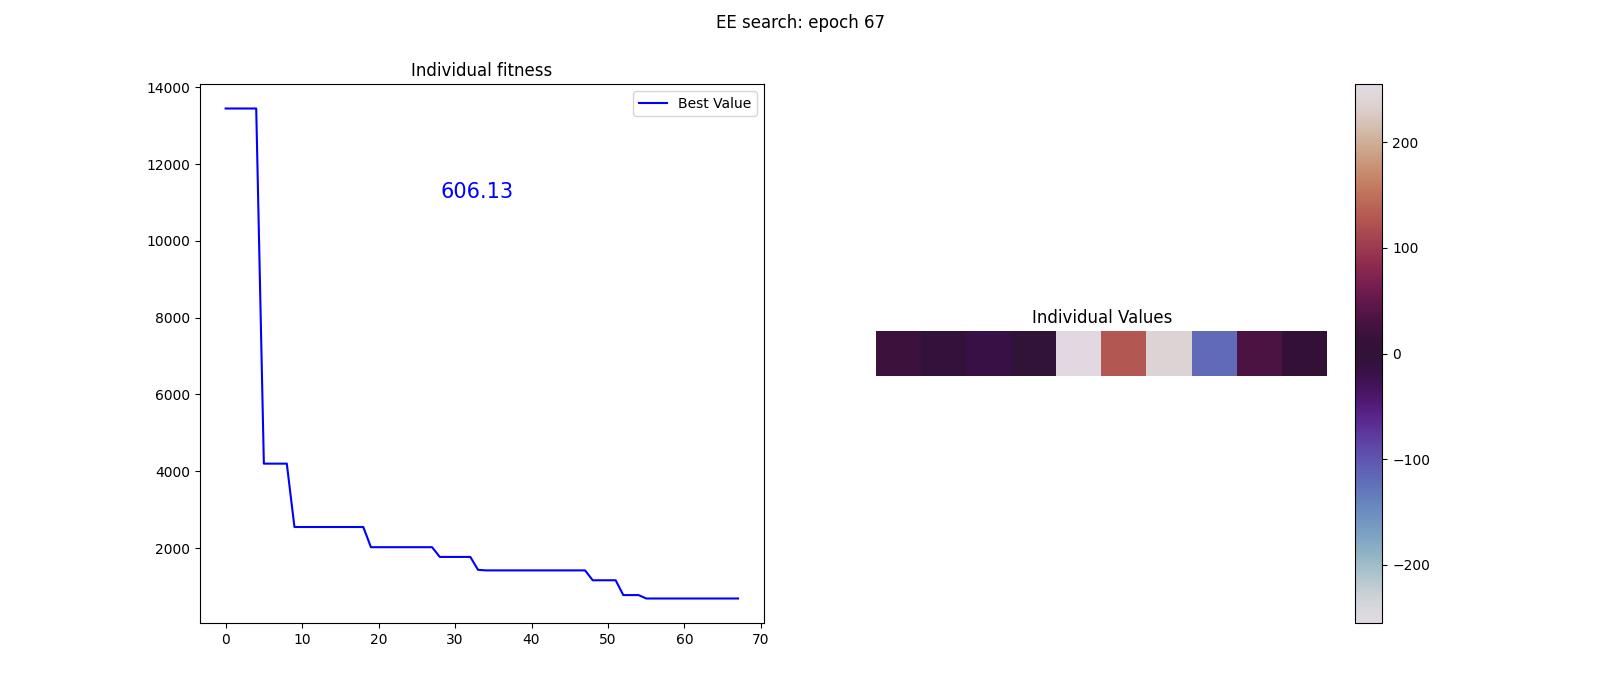 EE search: epoch 67
Individual fitness
Best Value
606.13
14000
12000
10000
8000
6000
4000
2000
0 10 20 30 40 50 60 70
Individual Values
200
100
0
−100
−200